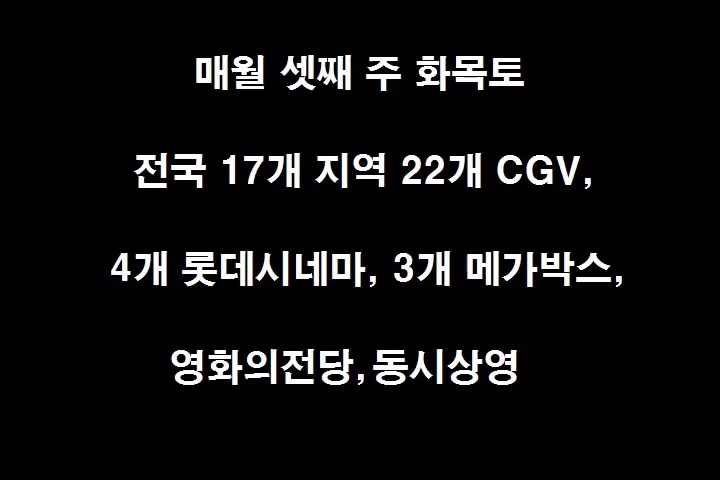 매월 셋째 주 화목토
전국 17개 지역 22개 CGV,
4개 롯데시네마, 3개 메가박스,
영화의전당,동시상영